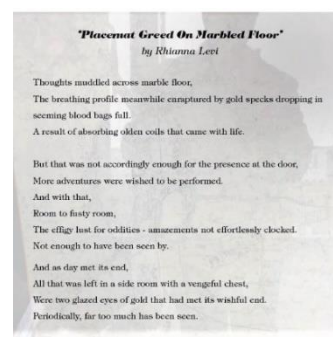 "Placemat Greed On Marbled Floor"
by Rhianna Levi
Thoughts muddled across marble floor,
The breathing profile meanwhile enraptured by gold specks dropping in
seeming blood bags full.
A result of absorbing olden coils that came with life.
But that was not accordingly enough for the presence at the door,
More adventures were wished to be performed.
And with that,
Room to fusty room,
The effigy lust for oddities - amazements not effortlessly clocked.
Not enough to have been seen by.
And as day met its end,
All that was left in a side room with a vengeful chest,
Were two glazed eyes of gold that had met its wishful end.
Periodically, far too much has been seen.